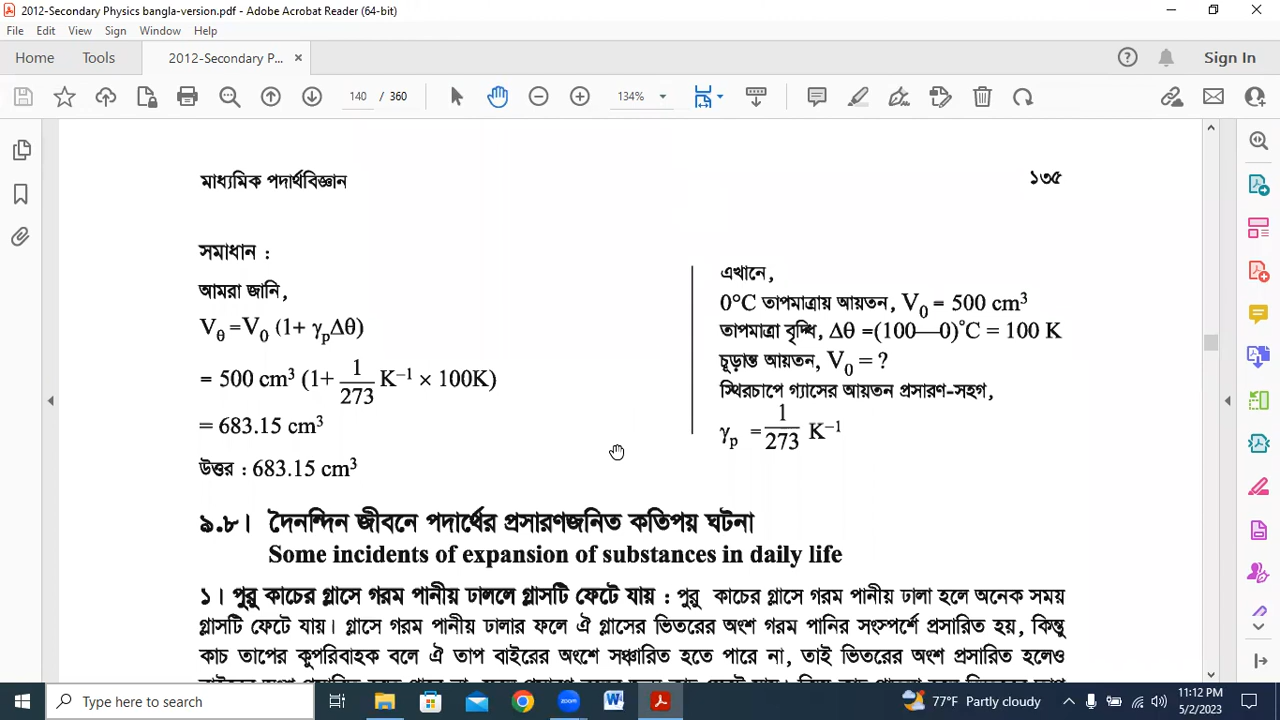 2012-Secondary Physics bangla-version.pdf - Adobe Acrobat Reader (64-bit)
File Edit View Sign Window Help
Home Tools 2012-Secondary P... Sign In
140 / 360 134%
মাধ্যমিক পদার্থবিজ্ঞান ১৩৫
সমাধান :
আমরা জানি,
Vθ =V0 (1+ γpΔθ)
= 500 cm³ (1+ 1/273 K⁻¹ × 100K)
= 683.15 cm³
উত্তর : 683.15 cm³
এখানে,
0°C তাপমাত্রায় আয়তন, V0 = 500 cm³
তাপমাত্রা বৃদ্ধি, Δθ =(100—0)°C = 100 K
চূড়ান্ত আয়তন, V0 = ?
স্থিরচাপে গ্যাসের আয়তন প্রসারণ-সহগ,
γp = 1/273 K⁻¹
৯.৮। দৈনন্দিন জীবনে পদার্থের প্রসারণজনিত কতিপয় ঘটনা
Some incidents of expansion of substances in daily life
১। পুরু কাচের গ্লাসে গরম পানীয় ঢাললে গ্লাসটি ফেটে যায় : পুরু কাচের গ্লাসে গরম পানীয় ঢালা হলে অনেক সময়
গ্লাসটি ফেটে যায়। গ্লাসে গরম পানীয় ঢালার ফলে ঐ গ্লাসের ভিতরের অংশ গরম পানির সংস্পর্শে প্রসারিত হয়, কিন্তু
কাচ তাপের কুপরিবাহক বলে ঐ তাপ বাইরের অংশে সঞ্চারিত হতে পারে না, তাই ভিতরের অংশ প্রসারিত হলেও
Type here to search
77°F Partly cloudy
11:12 PM
5/2/2023